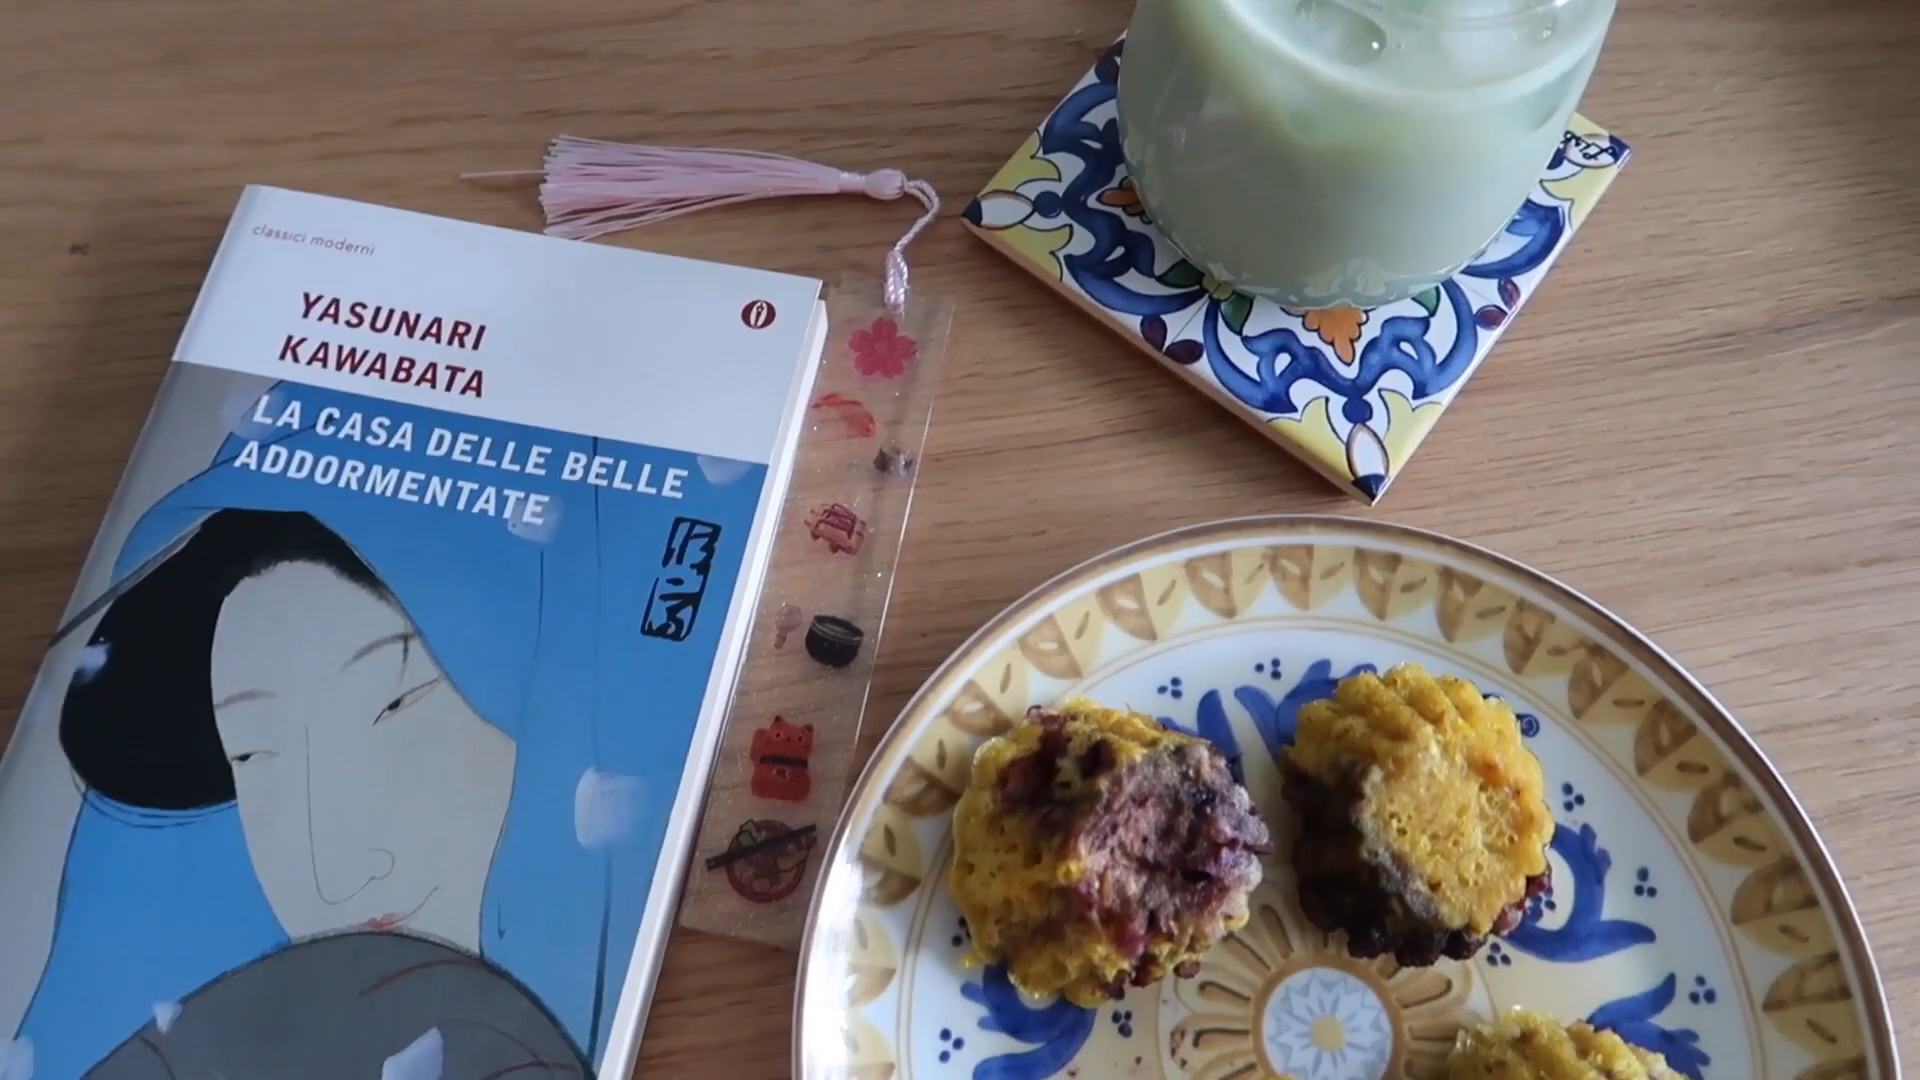 classici moderni
YASUNARI
KAWABATA
LA CASA DELLE BELLE
ADDORMENTATE